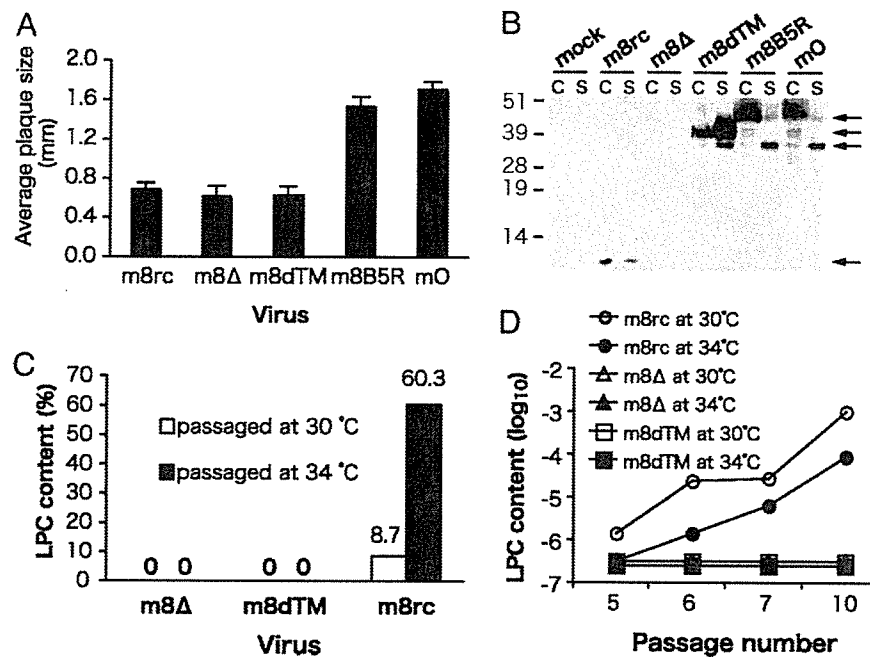 A
Average plaque size
(mm)
2.0
1.6
1.2
0.8
0.4
0.0
m8rc m8Δ m8dTM m8B5R mO
Virus
B
mock m8rc m8Δ m8dTM m8B5R mO
C S C S C S C S C S C S
51
39
28
19
14
C
LPC content (%)
70
60
50
40
30
20
10
0
passaged at 30 ˚C
passaged at 34 ˚C
0 0 0 0 8.7 60.3
m8Δ m8dTM m8rc
Virus
D
m8rc at 30˚C
m8rc at 34˚C
m8Δ at 30˚C
m8Δ at 34˚C
m8dTM at 30˚C
m8dTM at 34˚C
LPC content (log10)
-2
-3
-4
-5
-6
-7
5 6 7 10
Passage number